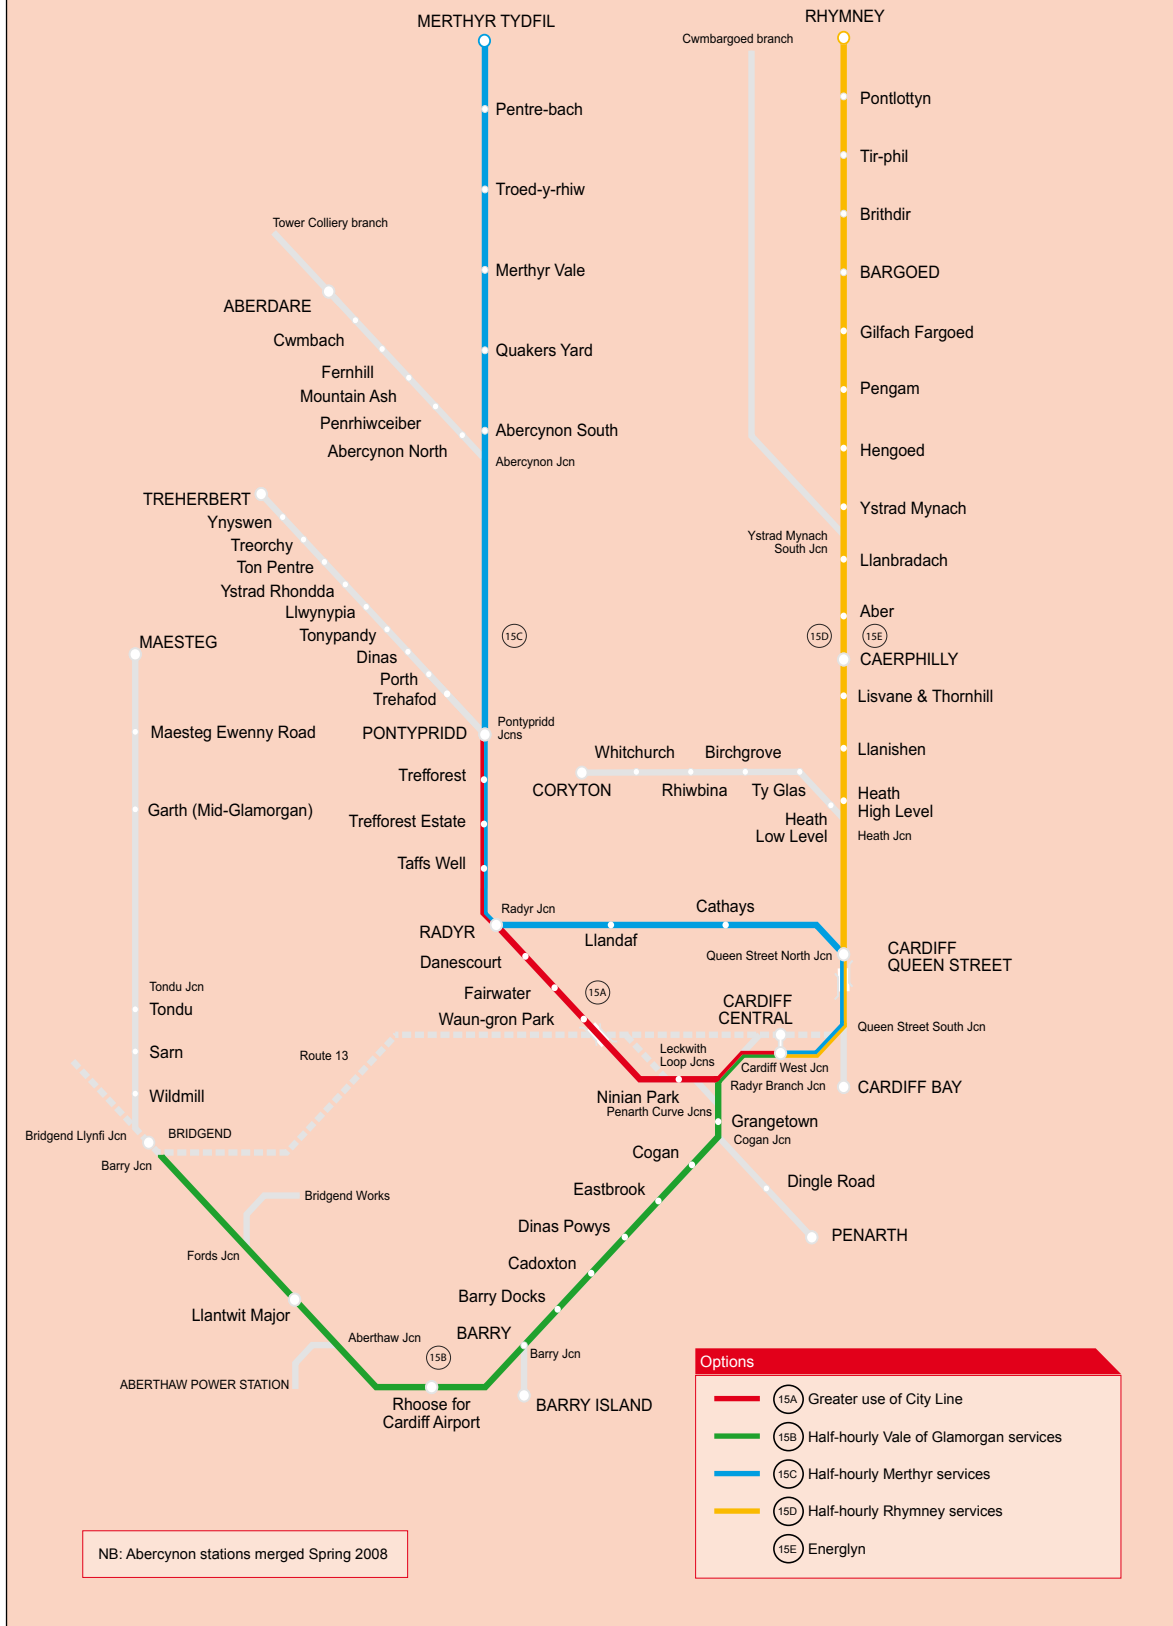 MERTHYR TYDFIL
RHYMNEY
Cwmbargoed branch
Pentre-bach
Pontlottyn
Tir-phil
Troed-y-rhiw
Brithdir
Tower Colliery branch
Merthyr Vale
BARGOED
ABERDARE
Gilfach Fargoed
Cwmbach
Quakers Yard
Fernhill
Pengam
Mountain Ash
Penrhiwceiber
Abercynon South
Abercynon North
Hengoed
Abercynon Jcn
TREHERBERT
Ystrad Mynach
Ynyswen
Treorchy
Ystrad Mynach
South Jcn
Ton Pentre
Llanbradach
Ystrad Rhondda
Llwynypia
Aber
Tonypandy
15C
15D
15E
MAESTEG
Dinas
CAERPHILLY
Porth
Trehafod
Lisvane & Thornhill
Pontypridd
Jcns
PONTYPRIDD
Maesteg Ewenny Road
Whitchurch
Birchgrove
Llanishen
Trefforest
CORYTON
Rhiwbina
Ty Glas
Heath
High Level
Garth (Mid-Glamorgan)
Trefforest Estate
Heath
Low Level
Heath Jcn
Taffs Well
Radyr Jcn
Cathays
RADYR
Llandaf
Queen Street North Jcn
CARDIFF
QUEEN STREET
Danescourt
Fairwater
15A
Tondu Jcn
Tondu
Waun-gron Park
CARDIFF
CENTRAL
Queen Street South Jcn
Sarn
Route 13
Leckwith
Loop Jcns
Cardiff West Jcn
Radyr Branch Jcn
CARDIFF BAY
Wildmill
Ninian Park
Penarth Curve Jcns
Grangetown
Bridgend Llynfi Jcn
BRIDGEND
Cogan Jcn
Barry Jcn
Cogan
Dingle Road
Eastbrook
Bridgend Works
Dinas Powys
PENARTH
Fords Jcn
Cadoxton
Barry Docks
Llantwit Major
Aberthaw Jcn
BARRY
15B
Barry Jcn
ABERTHAW POWER STATION
Rhoose for
Cardiff Airport
BARRY ISLAND
Options
15A Greater use of City Line
15B Half-hourly Vale of Glamorgan services
15C Half-hourly Merthyr services
15D Half-hourly Rhymney services
15E Energlyn
NB: Abercynon stations merged Spring 2008